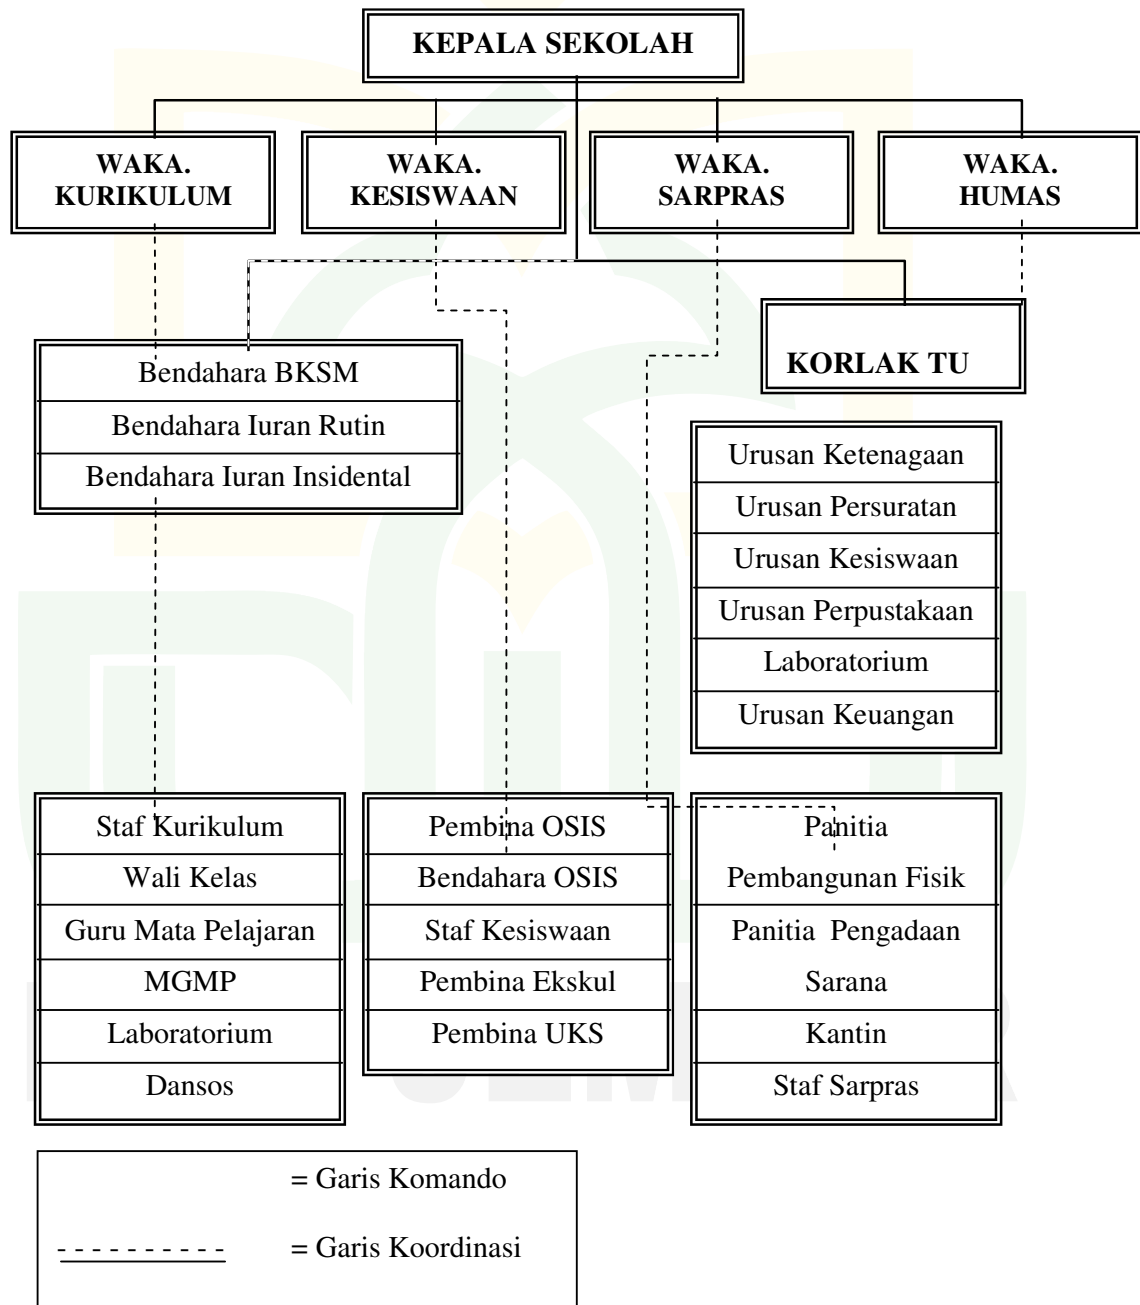 KEPALA SEKOLAH
WAKA.
KURIKULUM
WAKA.
KESISWAAN
WAKA.
SARPRAS
WAKA.
HUMAS
KORLAK TU
Bendahara BKSM
Bendahara Iuran Rutin
Bendahara Iuran Insidental
Urusan Ketenagaan
Urusan Persuratan
Urusan Kesiswaan
Urusan Perpustakaan
Laboratorium
Urusan Keuangan
Staf Kurikulum
Wali Kelas
Guru Mata Pelajaran
MGMP
Laboratorium
Dansos
Pembina OSIS
Bendahara OSIS
Staf Kesiswaan
Pembina Ekskul
Pembina UKS
Panitia
Pembangunan Fisik
Panitia Pengadaan
Sarana
Kantin
Staf Sarpras
= Garis Komando
= Garis Koordinasi